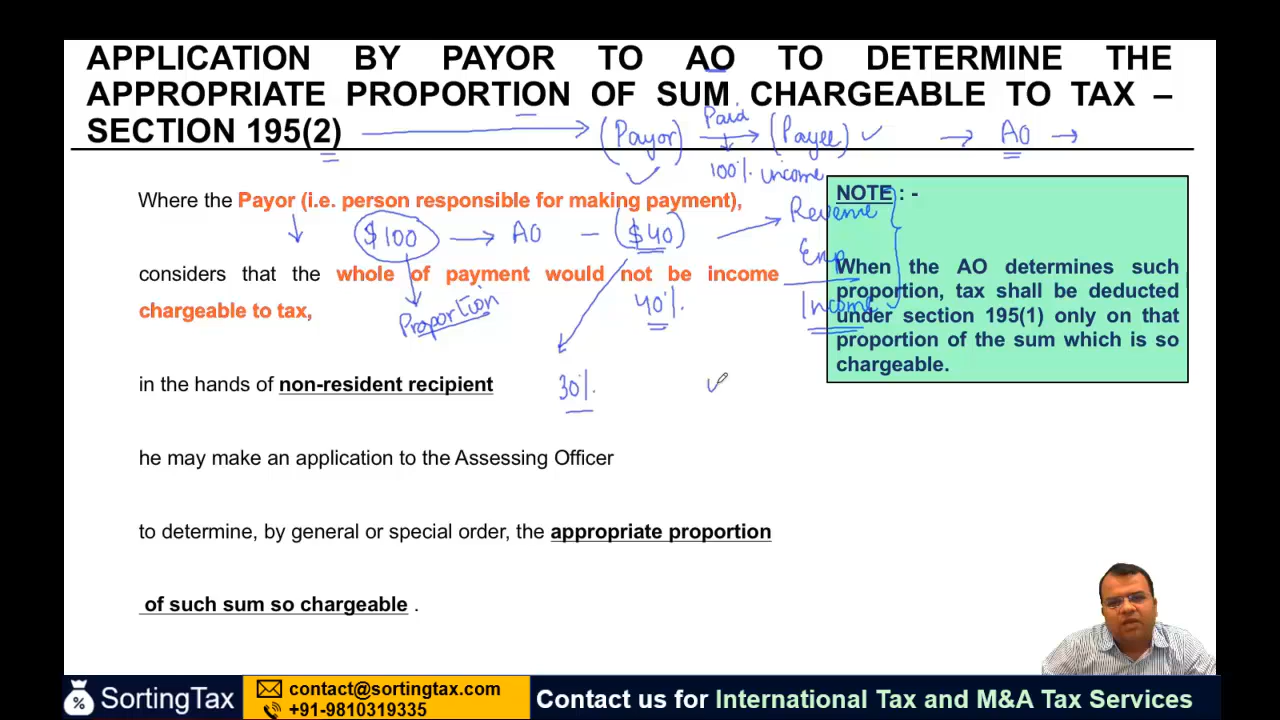 APPLICATION BY PAYOR TO AO TO DETERMINE THE
APPROPRIATE PROPORTION OF SUM CHARGEABLE TO TAX –
SECTION 195(2)
(Payor) Paid (Payee) AO
100% income
Where the Payor (i.e. person responsible for making payment),
$100 AO - ($40) Revenue
Exp
Income
considers that the whole of payment would not be income
chargeable to tax,
Proportion
40%.
in the hands of non-resident recipient
30%.
he may make an application to the Assessing Officer
to determine, by general or special order, the appropriate proportion
of such sum so chargeable .
NOTE : -
When the AO determines such
proportion, tax shall be deducted
under section 195(1) only on that
proportion of the sum which is so
chargeable.
SortingTax
contact@sortingtax.com
+91-9810319335
Contact us for International Tax and M&A Tax Services